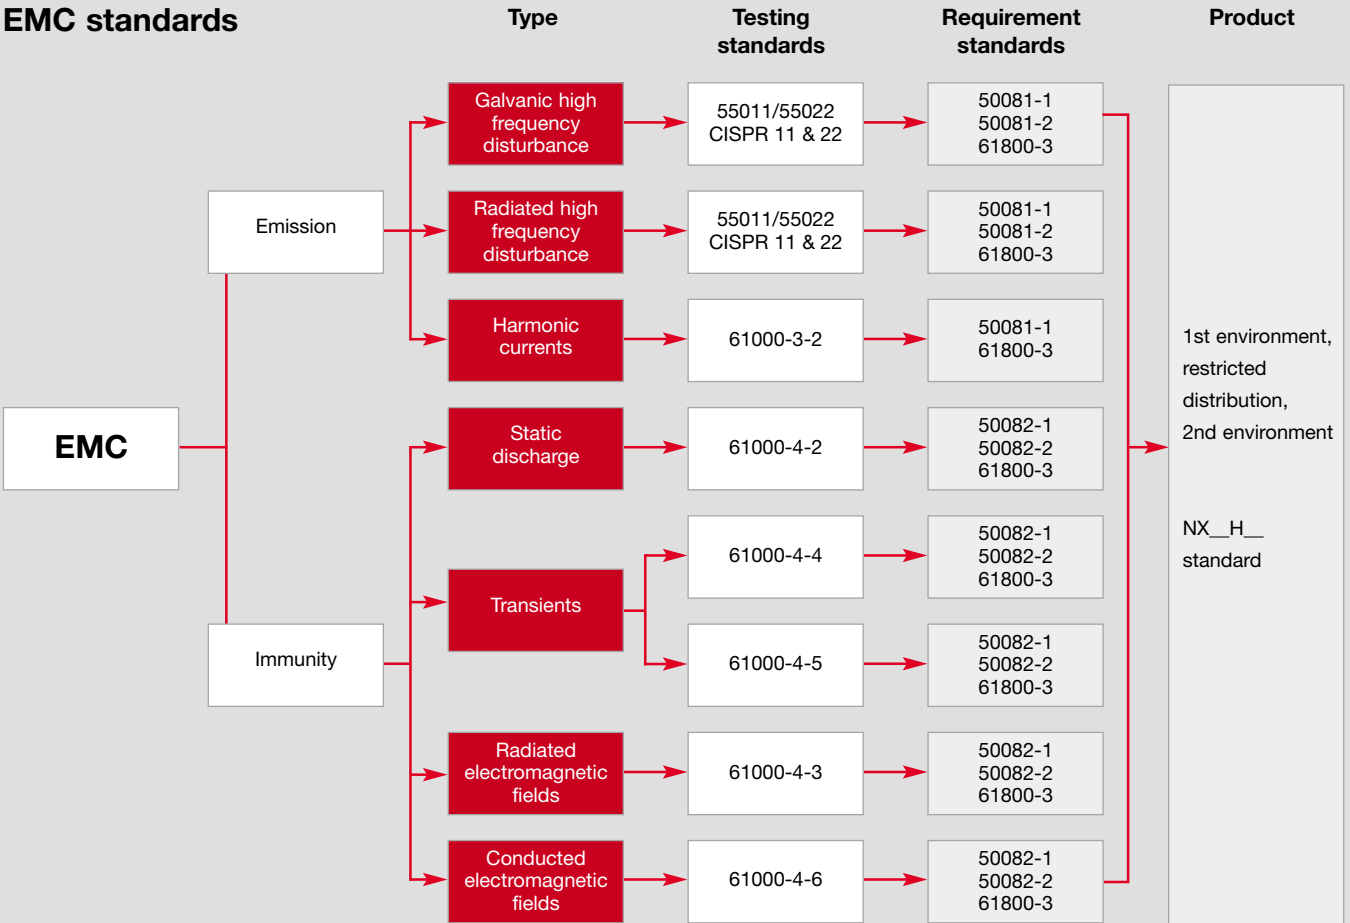 EMC standards
Type
Testing
standards
Requirement
standards
Product
Galvanic high
frequency
disturbance
55011/55022
CISPR 11 & 22
50081-1
50081-2
61800-3
Emission
Radiated high
frequency
disturbance
55011/55022
CISPR 11 & 22
50081-1
50081-2
61800-3
Harmonic
currents
61000-3-2
50081-1
61800-3
EMC
Static
discharge
61000-4-2
50082-1
50082-2
61800-3
Transients
61000-4-4
50082-1
50082-2
61800-3
Immunity
61000-4-5
50082-1
50082-2
61800-3
Radiated
electromagnetic
fields
61000-4-3
50082-1
50082-2
61800-3
Conducted
electromagnetic
fields
61000-4-6
50082-1
50082-2
61800-3
1st environment,
restricted
distribution,
2nd environment
NX__H__
standard